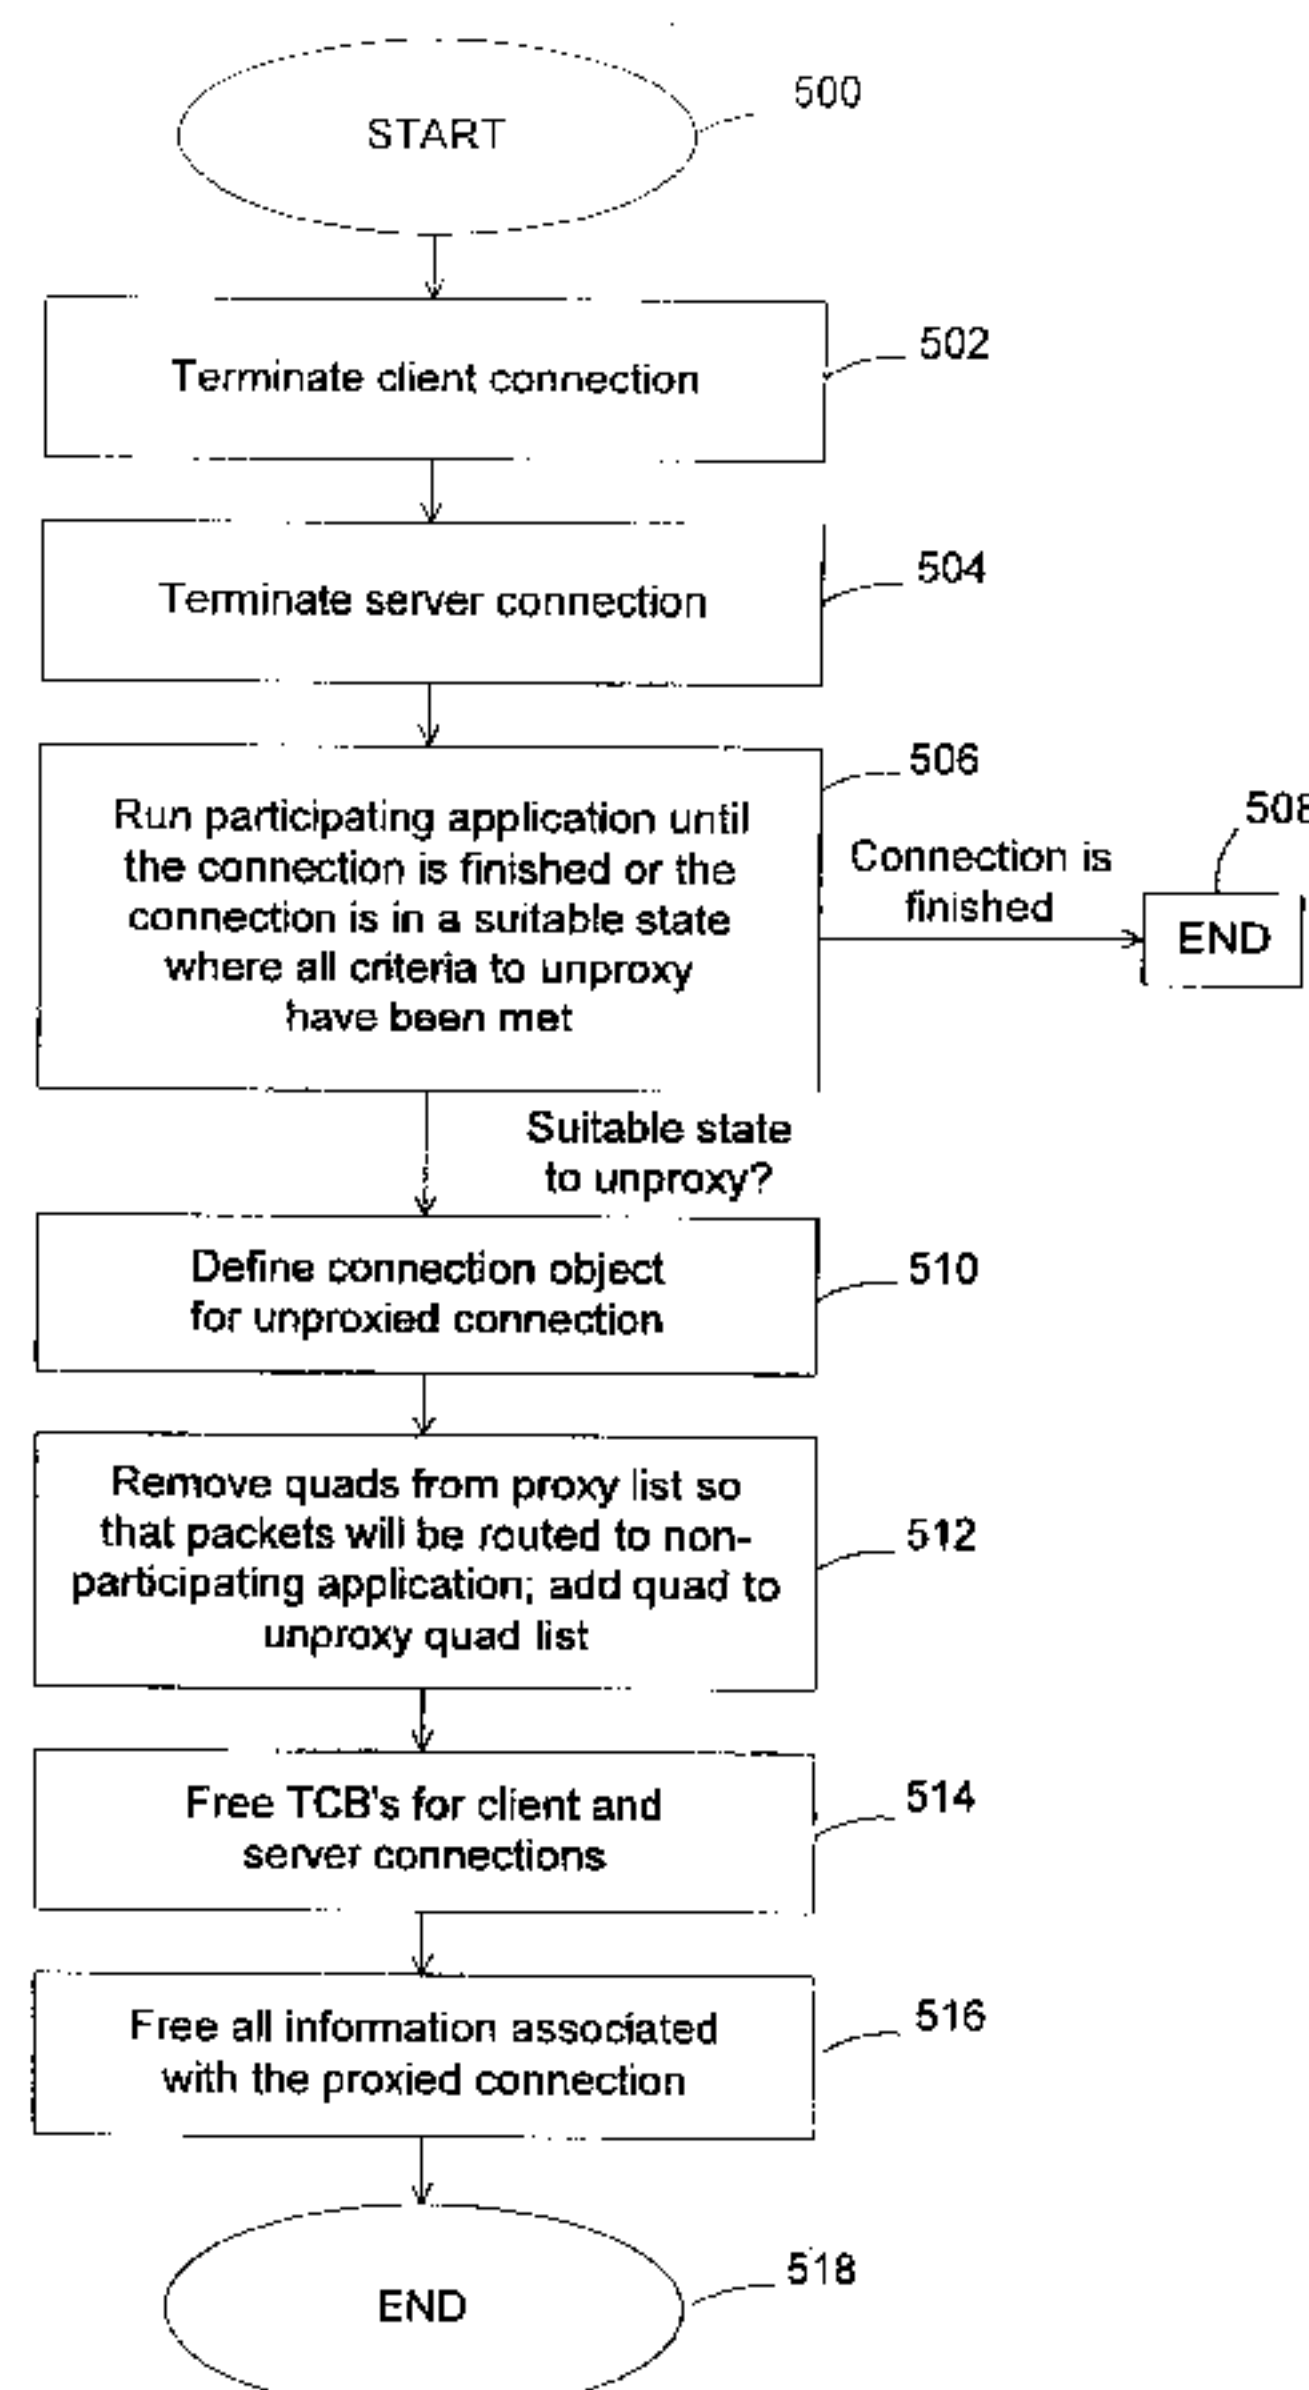 START
500
Terminate client connection
502
Terminate server connection
504
Run participating application until
the connection is finished or the
connection is in a suitable state
where all criteria to unproxy
have been met
506
Connection is
finished
508
END
Suitable state
to unproxy?
Define connection object
for unproxied connection
510
Remove quads from proxy list so
that packets will be routed to non-
participating application; add quad to
unproxy quad list
512
Free TCB's for client and
server connections
514
Free all information associated
with the proxied connection
516
END
518